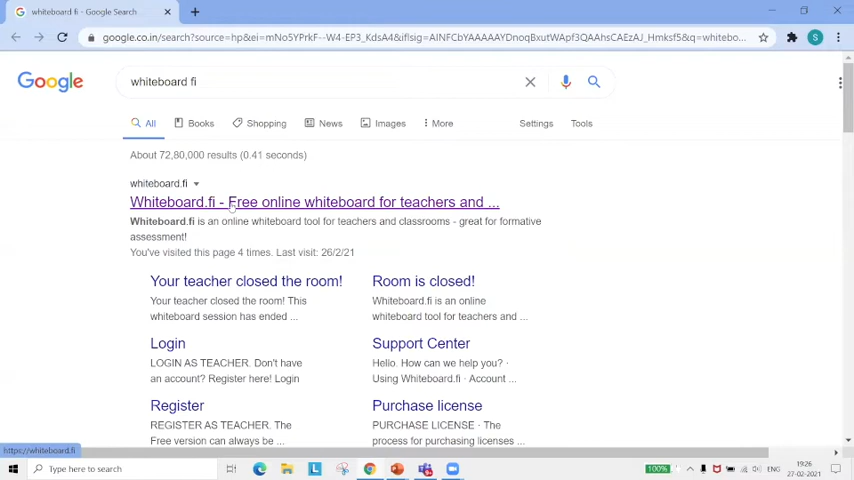 whiteboard fi - Google Search
google.co.in/search?source=hp&ei=mNo5YPrkF--W4-EP3_KdsA4&iflsig=AINFCbYAAAAAYDnoqBxutWApf3QAAhsCAEzAJ_Hmksf5&q=whitebo...
S
Google
whiteboard fi
All
Books
Shopping
News
Images
More
Settings
Tools
About 72,80,000 results (0.41 seconds)
whiteboard.fi
Whiteboard.fi - Free online whiteboard for teachers and ...
Whiteboard.fi is an online whiteboard tool for teachers and classrooms - great for formative
assessment!
You've visited this page 4 times. Last visit: 26/2/21
Your teacher closed the room!
Your teacher closed the room! This
whiteboard session has ended ...
Room is closed!
Whiteboard.fi is an online
whiteboard tool for teachers and ...
Login
LOGIN AS TEACHER. Don't have
an account? Register here! Login
Support Center
Hello. How can we help you? ·
Using Whiteboard.fi · Account ...
Register
REGISTER AS TEACHER. The
Free version can always be ...
Purchase license
PURCHASE LICENSE · The
process for purchasing licenses ...
https://whiteboard.fi
Type here to search
L
100%
ENG
19:26
27-02-2021